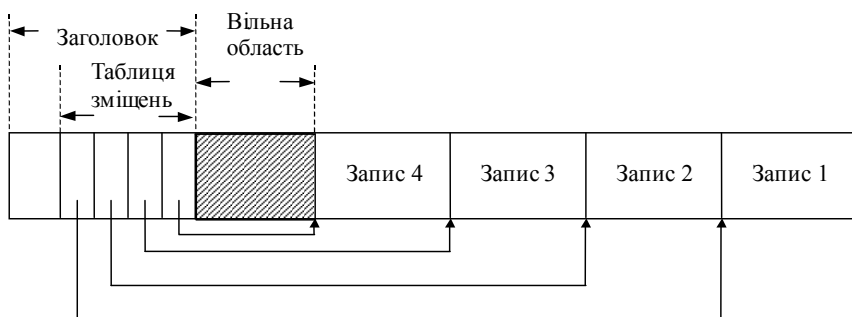 Заголовок
Вільна
область
Таблиця
зміщень
Запис 4
Запис 3
Запис 2
Запис 1